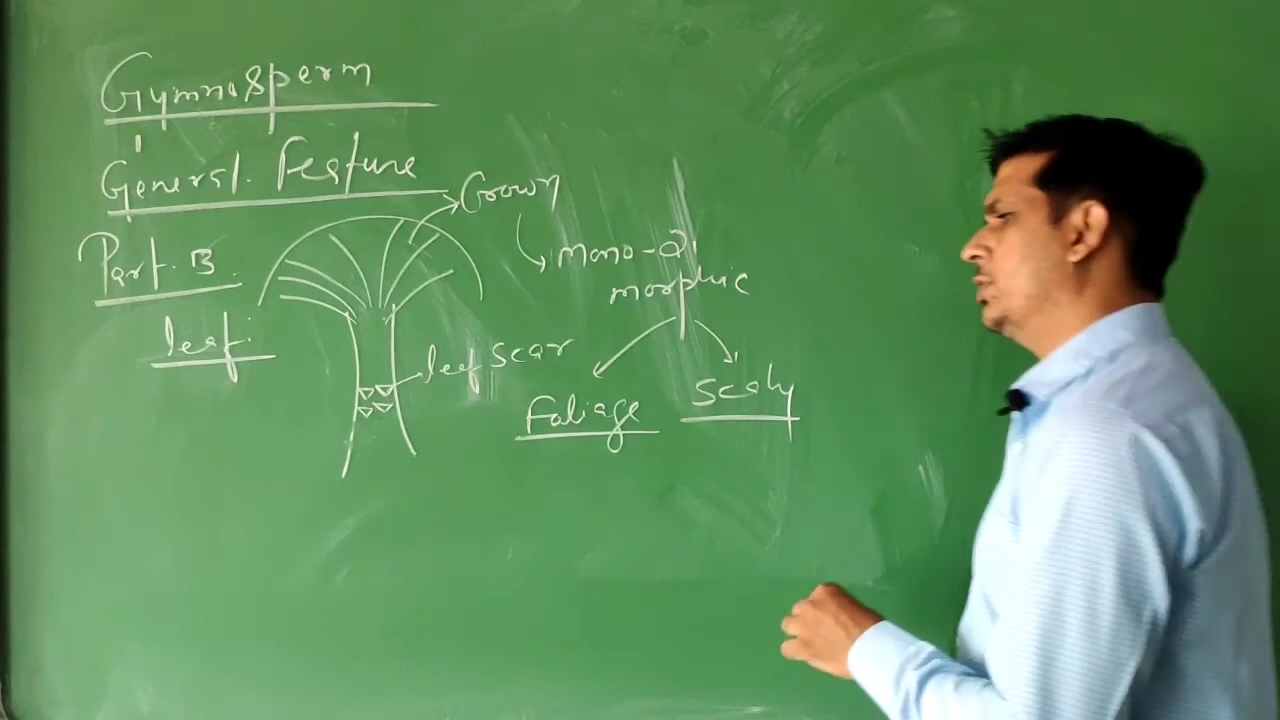 Gymnosperm
General. Feature
Part. B.
leaf.
Crown
mono-di
morphic
leaf scar
Foliage
Scaly